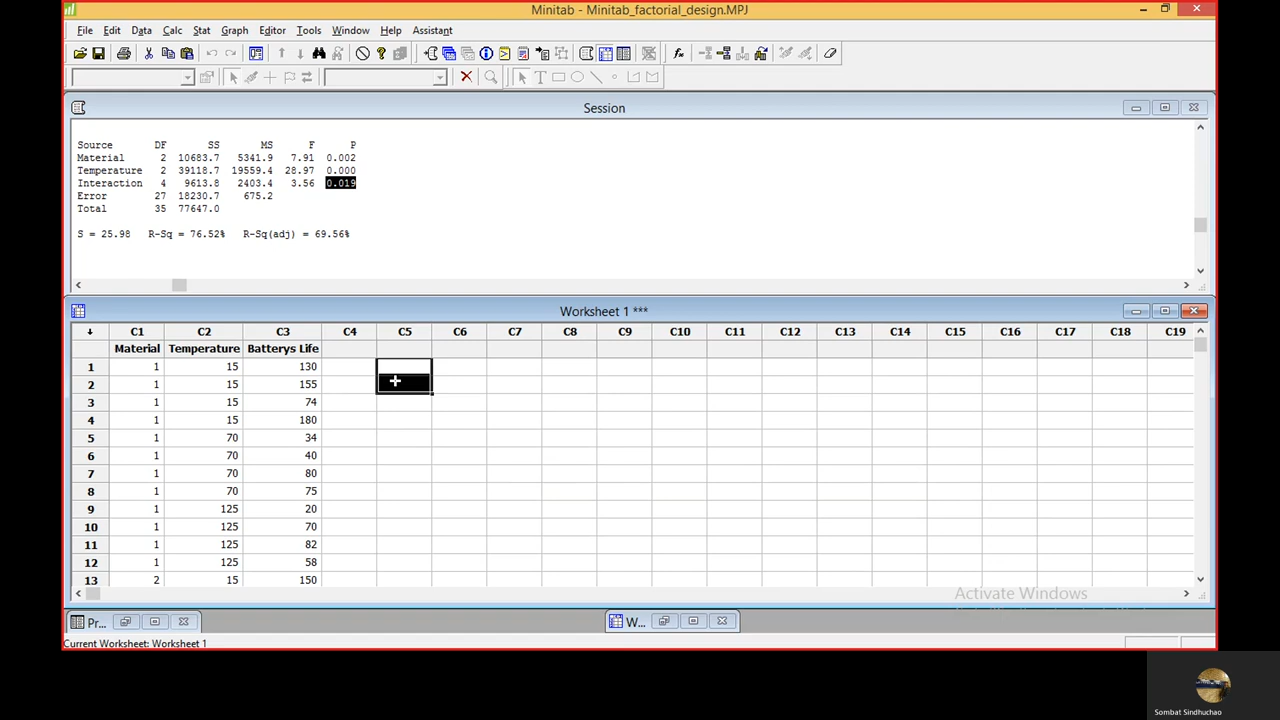 Minitab - Minitab_factorial_design.MPJ
File Edit Data Calc Stat Graph Editor Tools Window Help Assistant
Session
Source DF SS MS F P
Material 2 10683.7 5341.9 7.91 0.002
Temperature 2 39118.7 19559.4 28.97 0.000
Interaction 4 9613.8 2403.4 3.56 0.019
Error 27 18230.7 675.2
Total 35 77647.0
S = 25.98 R-Sq = 76.52% R-Sq(adj) = 69.56%
Worksheet 1 ***
C1 C2 C3 C4 C5 C6 C7 C8 C9 C10 C11 C12 C13 C14 C15 C16 C17 C18 C19
Material Temperature Batterys Life
1 1 15 130
2 1 15 155
3 1 15 74
4 1 15 180
5 1 70 34
6 1 70 40
7 1 70 80
8 1 70 75
9 1 125 20
10 1 125 70
11 1 125 82
12 1 125 58
13 2 15 150
Activate Windows
Pr... W...
Current Worksheet: Worksheet 1
Sombat Sindhuchao